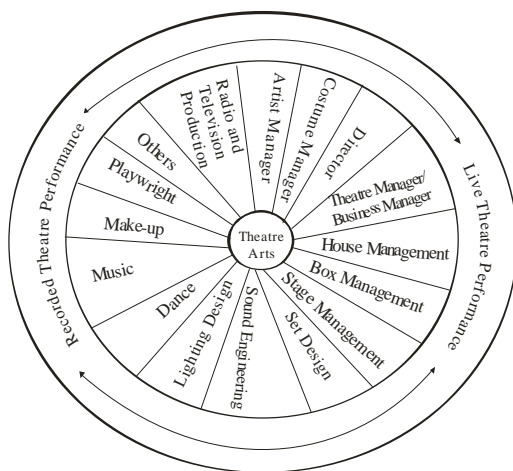 Theatre
Arts
Artist Manager
Costume Manager
Director
Theatre Manager/
Business Manager
House Management
Box Management
Stage Management
Set Design
Sound Engineering
Lighting Design
Dance
Music
Make-up
Playwright
Others
Radio and
Television
Production
Recorded Theatre Performance
Live Theatre Performance